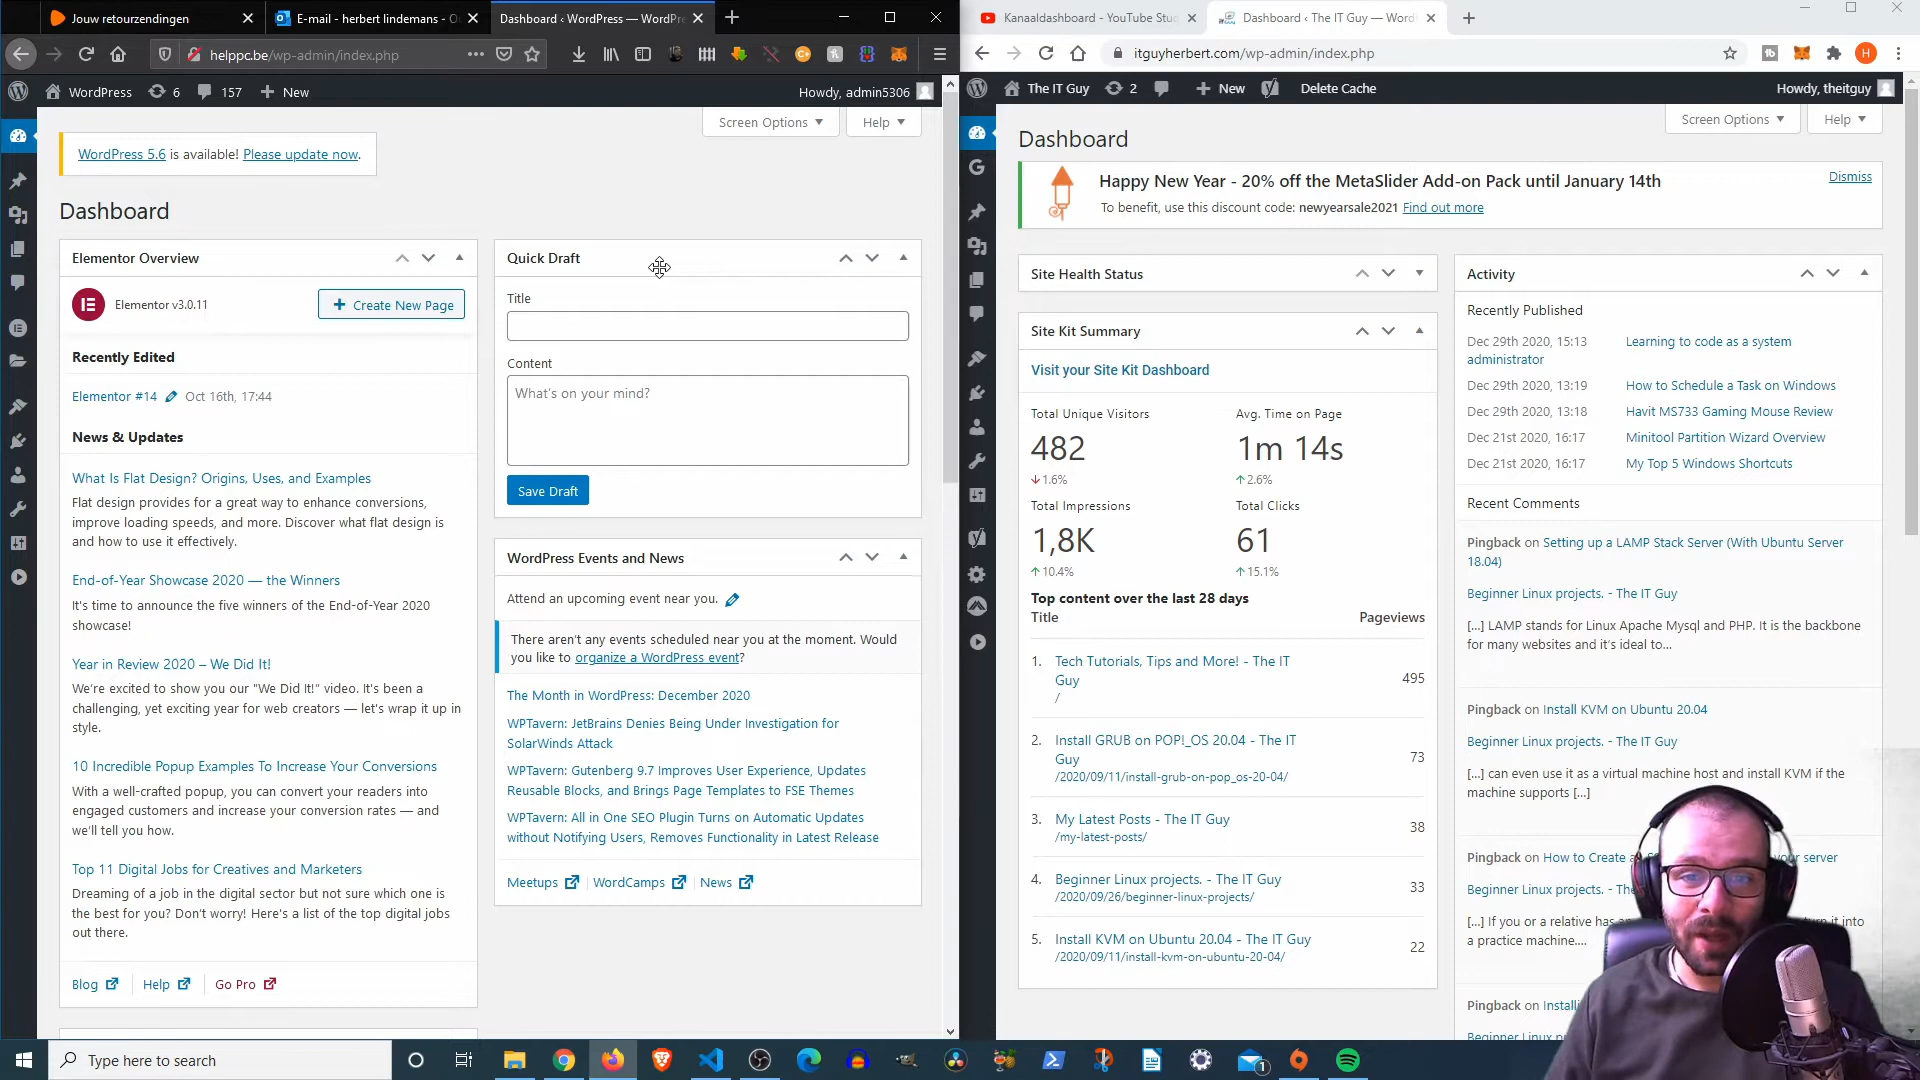 Jouw retourzendingen
E-mail - herbert lindemans - Ou
Dashboard ‹ WordPress — WordPre
helppc.be/wp-admin/index.php
WordPress
6
157
New
Howdy, admin5306
Screen Options
Help
WordPress 5.6 is available! Please update now.
Dashboard
Elementor Overview
Elementor v3.0.11
Create New Page
Recently Edited
Elementor #14
Oct 16th, 17:44
News & Updates
What Is Flat Design? Origins, Uses, and Examples
Flat design provides for a great way to enhance conversions,
improve loading speeds, and more. Discover what flat design is
and how to use it effectively.
End-of-Year Showcase 2020 — the Winners
It's time to announce the five winners of the End-of-Year 2020
showcase!
Year in Review 2020 – We Did It!
We're excited to show you our “We Did It!” video. It's been a
challenging, yet exciting year for web creators — let's wrap it up in
style.
10 Incredible Popup Examples To Increase Your Conversions
With a well-crafted popup, you can convert your readers into
engaged customers and increase your conversion rates — and
we'll tell you how.
Top 11 Digital Jobs for Creatives and Marketers
Dreaming of a job in the digital sector but not sure which one is
the best for you? Don't worry! Here's a list of the top digital jobs
out there.
Blog
Help
Go Pro
Quick Draft
Title
Content
What's on your mind?
Save Draft
WordPress Events and News
Attend an upcoming event near you.
There aren't any events scheduled near you at the moment. Would
you like to organize a WordPress event?
The Month in WordPress: December 2020
WPTavern: JetBrains Denies Being Under Investigation for
SolarWinds Attack
WPTavern: Gutenberg 9.7 Improves User Experience, Updates
Reusable Blocks, and Brings Page Templates to FSE Themes
WPTavern: All in One SEO Plugin Turns on Automatic Updates
without Notifying Users, Removes Functionality in Latest Release
Meetups
WordCamps
News
Kanaaldashboard - YouTube Stud
Dashboard ‹ The IT Guy — WordP
itguyherbert.com/wp-admin/index.php
H
The IT Guy
2
New
Delete Cache
Howdy, theitguy
Screen Options
Help
Dashboard
Happy New Year - 20% off the MetaSlider Add-on Pack until January 14th
Dismiss
To benefit, use this discount code: newyearsale2021 Find out more
Site Health Status
Site Kit Summary
Visit your Site Kit Dashboard
Total Unique Visitors
482
1.6%
Avg. Time on Page
1m 14s
2.6%
Total Impressions
1,8K
10.4%
Total Clicks
61
15.1%
Top content over the last 28 days
Title
Pageviews
1. Tech Tutorials, Tips and More! - The IT
Guy
/
495
2. Install GRUB on POP!_OS 20.04 - The IT
Guy
/2020/09/11/install-grub-on-pop_os-20-04/
73
3. My Latest Posts - The IT Guy
/my-latest-posts/
38
4. Beginner Linux projects. - The IT Guy
/2020/09/26/beginner-linux-projects/
33
5. Install KVM on Ubuntu 20.04 - The IT Guy
/2020/09/11/install-kvm-on-ubuntu-20-04/
22
Activity
Recently Published
Dec 29th 2020, 15:13 Learning to code as a system
administrator
Dec 29th 2020, 13:19 How to Schedule a Task on Windows
Dec 29th 2020, 13:18 Havit MS733 Gaming Mouse Review
Dec 21st 2020, 16:17 Minitool Partition Wizard Overview
Dec 21st 2020, 16:17 My Top 5 Windows Shortcuts
Recent Comments
Pingback on Setting up a LAMP Stack Server (With Ubuntu Server
18.04)
Beginner Linux projects. - The IT Guy
[…] LAMP stands for Linux Apache Mysql and PHP. It is the backbone
for many websites and it's ideal to…
Pingback on Install KVM on Ubuntu 20.04
Beginner Linux projects. - The IT Guy
[…] can even use it as a virtual machine host and install KVM if the
machine supports […]
Pingback on How to Create a your server
Beginner Linux projects. - The
[…] If you or a relative has turn it into
a practice machine.…
Pingback on Install
Beginner Linux
Type here to search
1